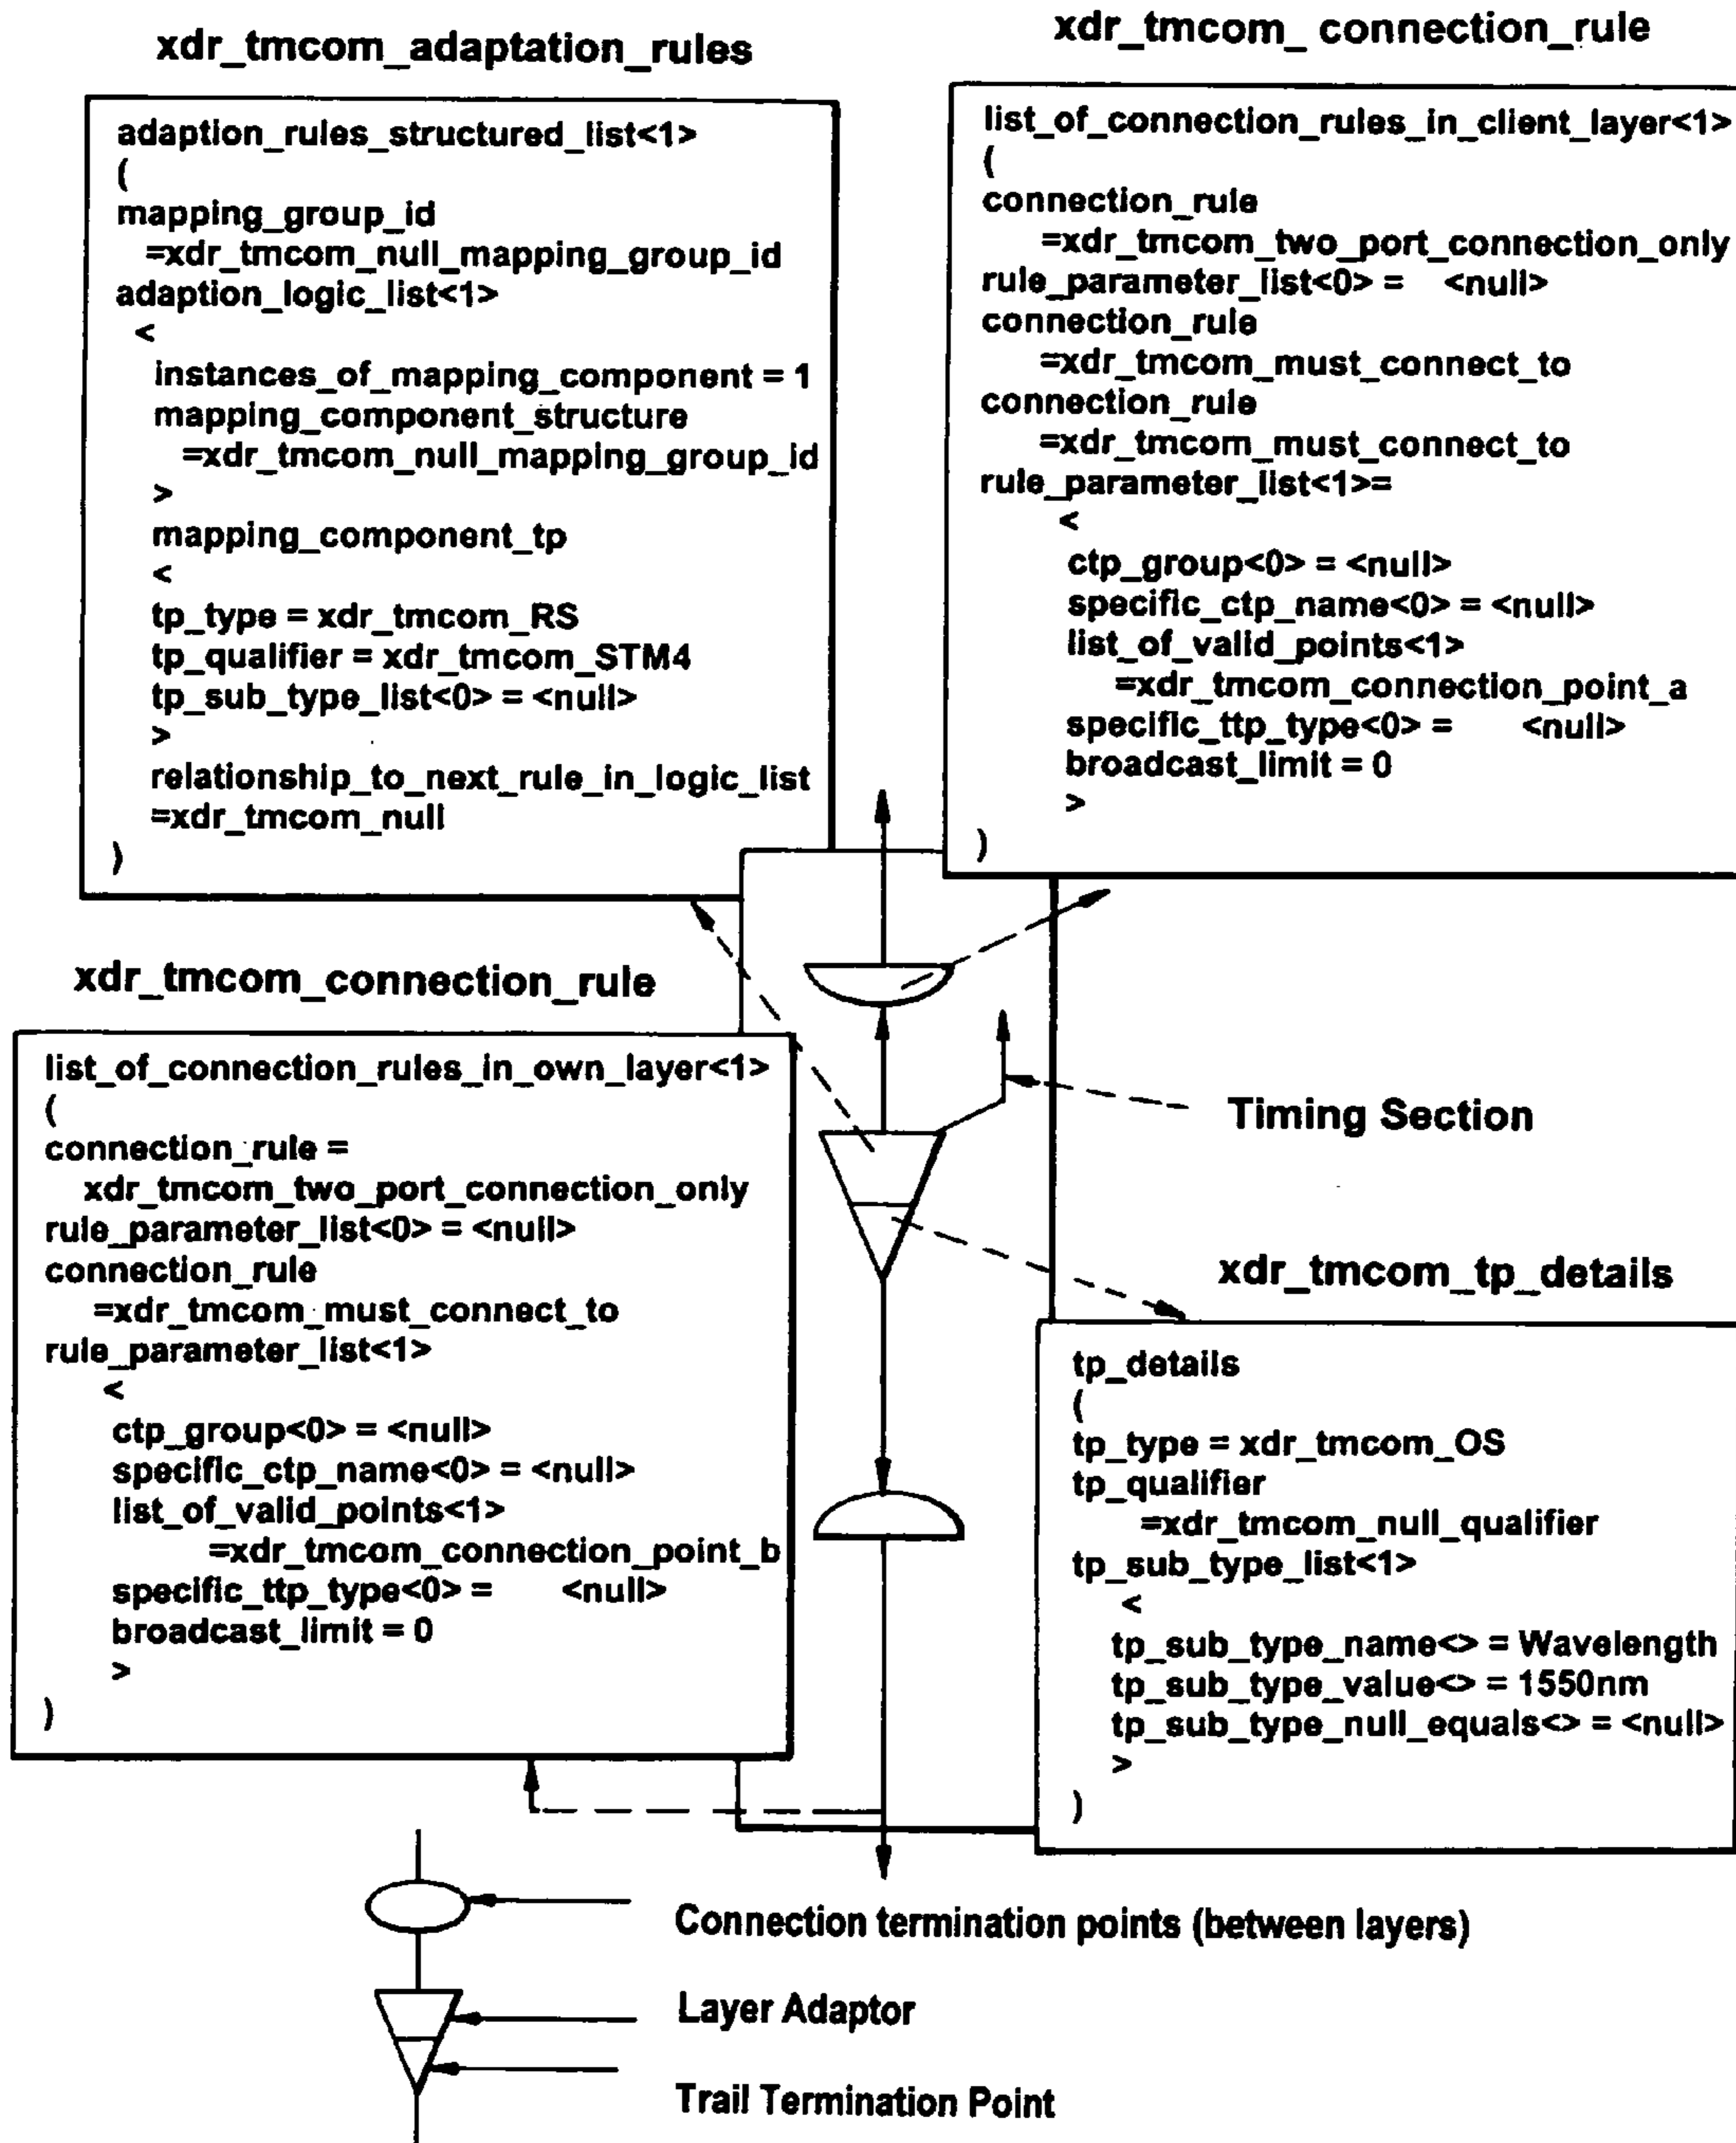 xdr_tmcom_adaptation_rules
adaption_rules_structured_list<1>
(
mapping_group_id
=xdr_tmcom_null_mapping_group_id
adaption_logic_list<1>
<
instances_of_mapping_component = 1
mapping_component_structure
=xdr_tmcom_null_mapping_group_id
>
mapping_component_tp
<
tp_type = xdr_tmcom_RS
tp_qualifier = xdr_tmcom_STM4
tp_sub_type_list<0> = <null>
>
relationship_to_next_rule_in_logic_list
=xdr_tmcom_null
)
xdr_tmcom_ connection_rule
list_of_connection_rules_in_client_layer<1>
(
connection_rule
=xdr_tmcom_two_port_connection_only
rule_parameter_list<0> = <null>
connection_rule
=xdr_tmcom_must_connect_to
connection_rule
=xdr_tmcom_must_connect_to
rule_parameter_list<1>=
<
ctp_group<0> = <null>
specific_ctp_name<0> = <null>
list_of_valid_points<1>
=xdr_tmcom_connection_point_a
specific_ttp_type<0> = <null>
broadcast_limit = 0
>
)
xdr_tmcom_connection_rule
list_of_connection_rules_in_own_layer<1>
(
connection_rule =
xdr_tmcom_two_port_connection_only
rule_parameter_list<0> = <null>
connection_rule
=xdr_tmcom_must_connect_to
rule_parameter_list<1>
<
ctp_group<0> = <null>
specific_ctp_name<0> = <null>
list_of_valid_points<1>
=xdr_tmcom_connection_point_b
specific_ttp_type<0> = <null>
broadcast_limit = 0
>
)
Timing Section
xdr_tmcom_tp_details
tp_details
(
tp_type = xdr_tmcom_OS
tp_qualifier
=xdr_tmcom_null_qualifier
tp_sub_type_list<1>
<
tp_sub_type_name<> = Wavelength
tp_sub_type_value<> = 1550nm
tp_sub_type_null_equals<> = <null>
>
)
Connection termination points (between layers)
Layer Adaptor
Trail Termination Point